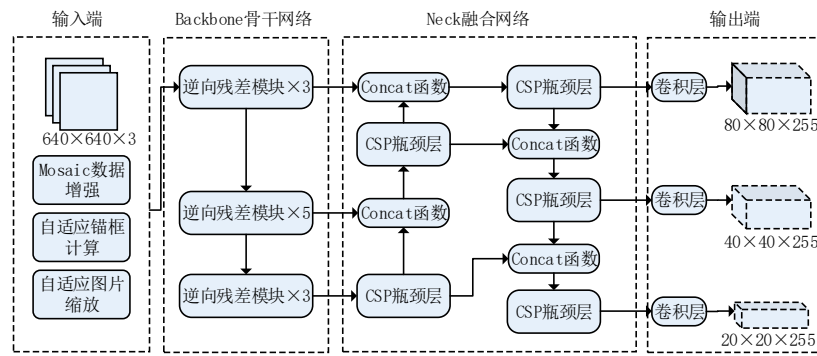 输入端
640×640×3
Mosaic数据
增强
自适应锚框
计算
自适应图片
缩放
Backbone骨干网络
逆向残差模块×3
逆向残差模块×5
逆向残差模块×3
Neck融合网络
Concat函数
CSP瓶颈层
Concat函数
CSP瓶颈层
CSP瓶颈层
Concat函数
CSP瓶颈层
Concat函数
CSP瓶颈层
输出端
卷积层
80×80×255
卷积层
40×40×255
卷积层
20×20×255